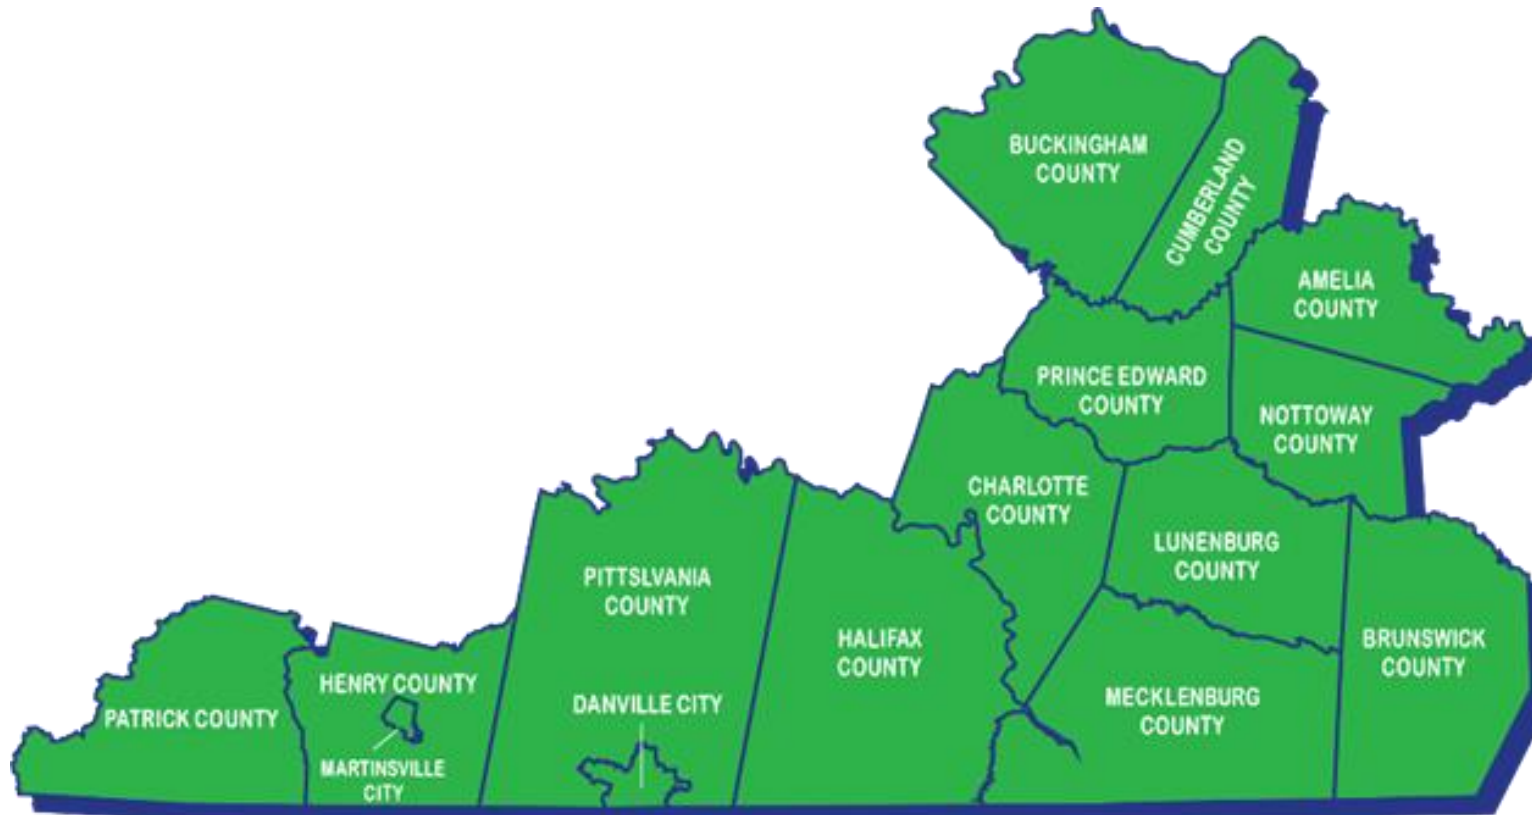 BUCKINGHAM
COUNTY
CUMBERLAND
COUNTY
AMELIA
COUNTY
PRINCE EDWARD
COUNTY
NOTTOWAY
COUNTY
CHARLOTTE
COUNTY
LUNENBURG
COUNTY
PITTSLVANIA
COUNTY
HALIFAX
COUNTY
BRUNSWICK
COUNTY
HENRY COUNTY
MECKLENBURG
COUNTY
DANVILLE CITY
PATRICK COUNTY
MARTINSVILLE
CITY